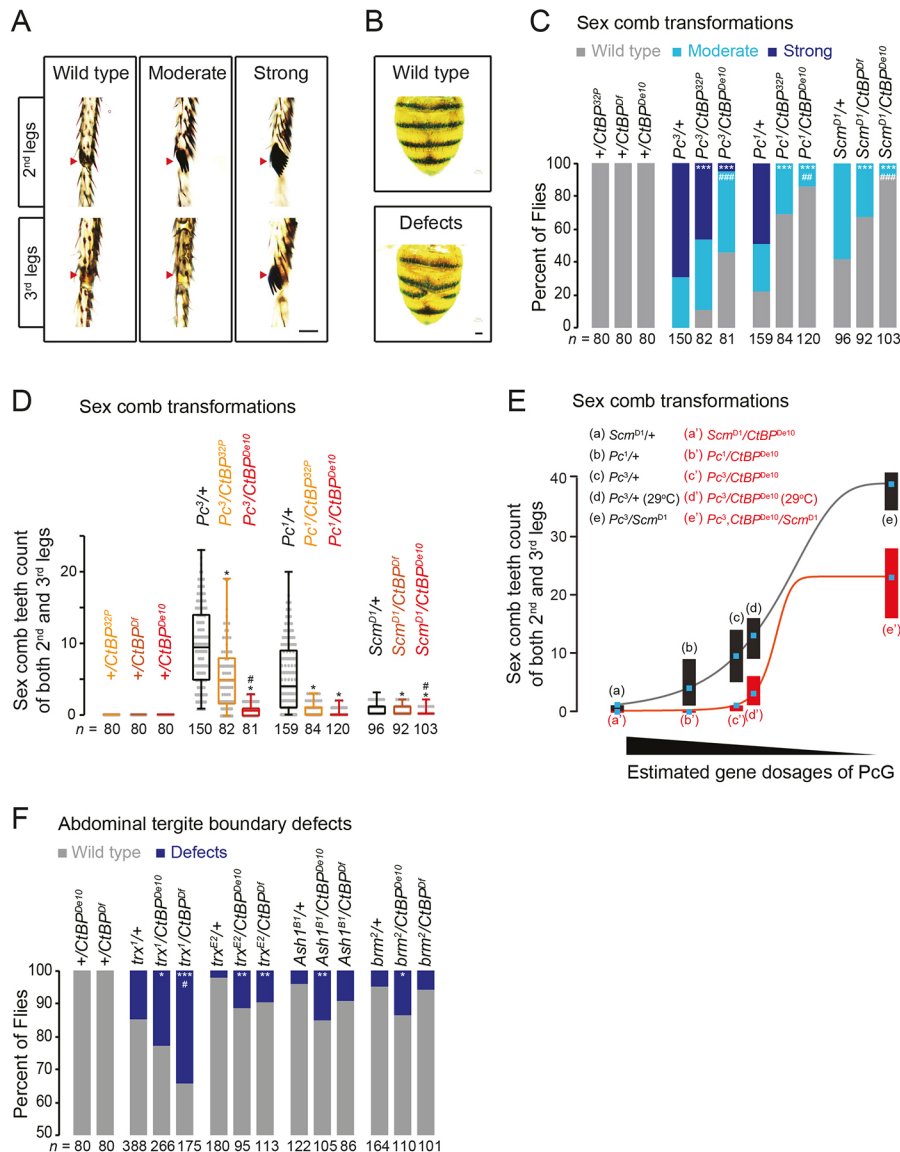 A
Wild type
Moderate
Strong
2nd legs
3rd legs
B
Wild type
Defects
C
Sex comb transformations
Wild type
Moderate
Strong
+/CtBP32P
+/CtBPDf
+/CtBPDe10
Pc3/+
Pc3/CtBP32P
Pc3/CtBPDe10
Pc1/+
Pc1/CtBP32P
Pc1/CtBPDe10
ScmD1/+
ScmD1/CtBPDf
ScmD1/CtBPDe10
Percent of Flies
100
80
60
40
20
0
*** *** *** *** *** ***
### ## ###
n = 80 80 80 150 82 81 159 84 120 96 92 103
D
Sex comb transformations
Sex comb teeth count
of both 2nd and 3rd legs
+/CtBP32P
+/CtBPDf
+/CtBPDe10
Pc3/+
Pc3/CtBP32P
Pc3/CtBPDe10
Pc1/+
Pc1/CtBP32P
Pc1/CtBPDe10
ScmD1/+
ScmD1/CtBPDf
ScmD1/CtBPDe10
20
10
0
*
#
*
*
*
*
#
*
n = 80 80 80 150 82 81 159 84 120 96 92 103
E
Sex comb transformations
(a) ScmD1/+ (a') ScmD1/CtBPDe10
(b) Pc1/+ (b') Pc1/CtBPDe10
(c) Pc3/+ (c') Pc3/CtBPDe10
(d) Pc3/+ (29oC) (d') Pc3/CtBPDe10 (29oC)
(e) Pc3/ScmD1 (e') Pc3,CtBPDe10/ScmD1
Sex comb teeth count
of both 2nd and 3rd legs
40
30
20
10
0
(a)
(a')
(b)
(b')
(c)
(c')
(d)
(d')
(e)
(e')
Estimated gene dosages of PcG
F
Abdominal tergite boundary defects
Wild type
Defects
+/CtBPDe10
+/CtBPDf
trx1/+
trx1/CtBPDe10
trx1/CtBPDf
trxE2/+
trxE2/CtBPDe10
trxE2/CtBPDf
Ash1B1/+
Ash1B1/CtBPDe10
Ash1B1/CtBPDf
brm2/+
brm2/CtBPDe10
brm2/CtBPDf
Percent of Flies
100
90
80
70
60
50
* *** ** ** ** *
#
n = 80 80 388 266 175 180 95 113 122 105 86 164 110 101